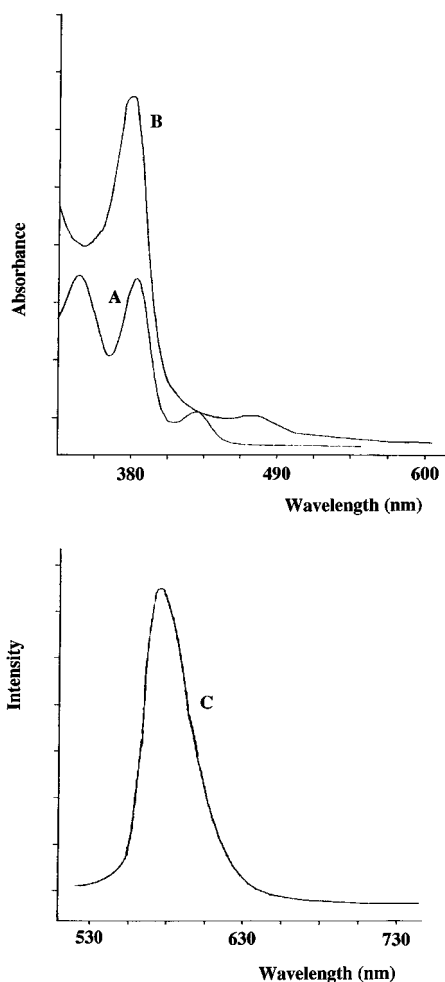 B
Absorbance
A
380
490
600
Wavelength (nm)
Intensity
C
530
630
730
Wavelength (nm)